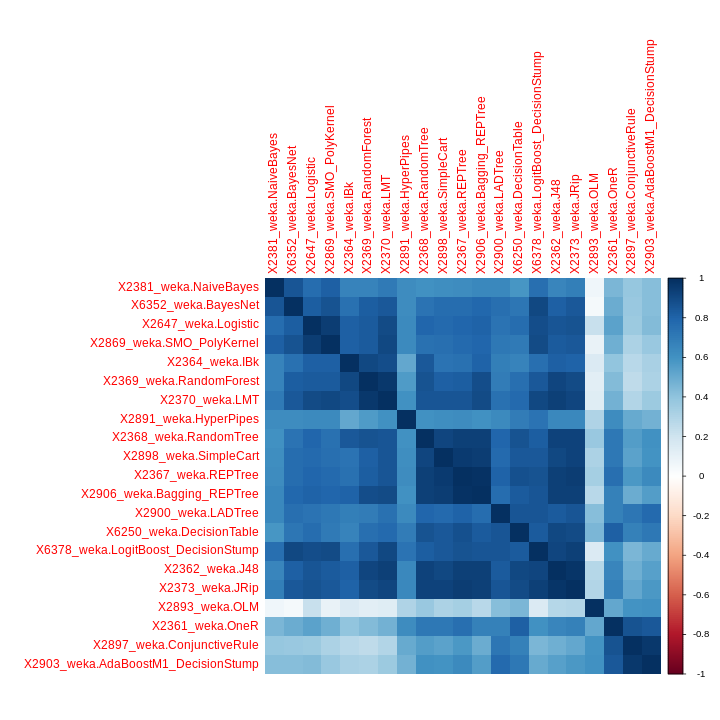 X2381_weka.NaiveBayes
X6352_weka.BayesNet
X2647_weka.Logistic
X2869_weka.SMO_PolyKernel
X2364_weka.IBk
X2369_weka.RandomForest
X2370_weka.LMT
X2891_weka.HyperPipes
X2368_weka.RandomTree
X2898_weka.SimpleCart
X2367_weka.REPTree
X2906_weka.Bagging_REPTree
X2900_weka.LADTree
X6250_weka.DecisionTable
X6378_weka.LogitBoost_DecisionStump
X2362_weka.J48
X2373_weka.JRip
X2893_weka.OLM
X2361_weka.OneR
X2897_weka.ConjunctiveRule
X2903_weka.AdaBoostM1_DecisionStump
X2381_weka.NaiveBayes
X6352_weka.BayesNet
X2647_weka.Logistic
X2869_weka.SMO_PolyKernel
X2364_weka.IBk
X2369_weka.RandomForest
X2370_weka.LMT
X2891_weka.HyperPipes
X2368_weka.RandomTree
X2898_weka.SimpleCart
X2367_weka.REPTree
X2906_weka.Bagging_REPTree
X2900_weka.LADTree
X6250_weka.DecisionTable
X6378_weka.LogitBoost_DecisionStump
X2362_weka.J48
X2373_weka.JRip
X2893_weka.OLM
X2361_weka.OneR
X2897_weka.ConjunctiveRule
X2903_weka.AdaBoostM1_DecisionStump
1
0.8
0.6
0.4
0.2
0
-0.2
-0.4
-0.6
-0.8
-1